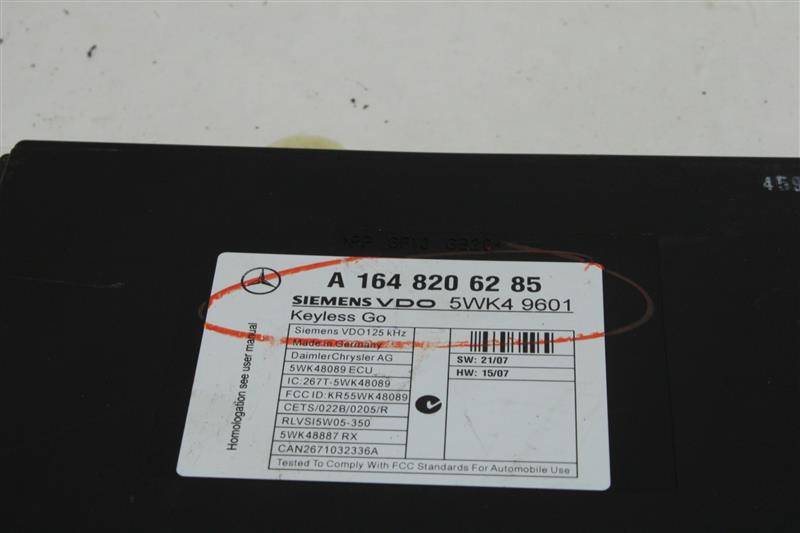 459
A 164 820 62 85
SIEMENS VDO 5WK4 9601
Keyless Go
Homologation see user manual
Siemens VDO125 kHz
Made in Germany
DaimlerChrysler AG
5WK48089 ECU
IC:267T-5WK48089
FCC ID: KR55WK48089
CETS/022B/0205/R
RLVSI5W05-350
5WK48887 RX
CAN2671032336A
SW: 21/07
HW: 15/07
Tested To Comply With FCC Standards For Automobile Use